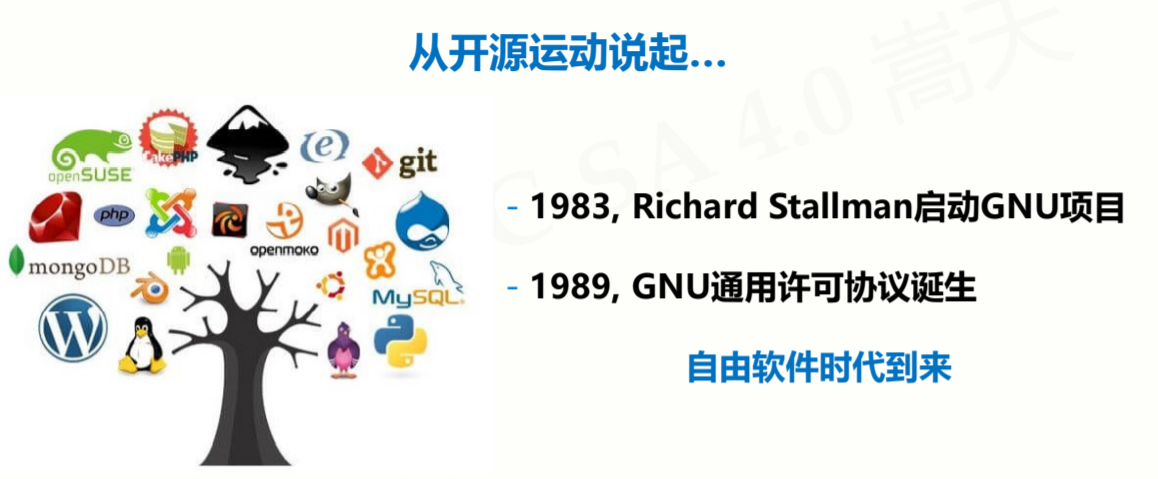 从开源运动说起...
openSUSE
CakePHP
git
php
openmoko
mongoDB
MySQL
- 1983, Richard Stallman启动GNU项目
- 1989, GNU通用许可协议诞生
自由软件时代到来
C SA 4.0 嵩天